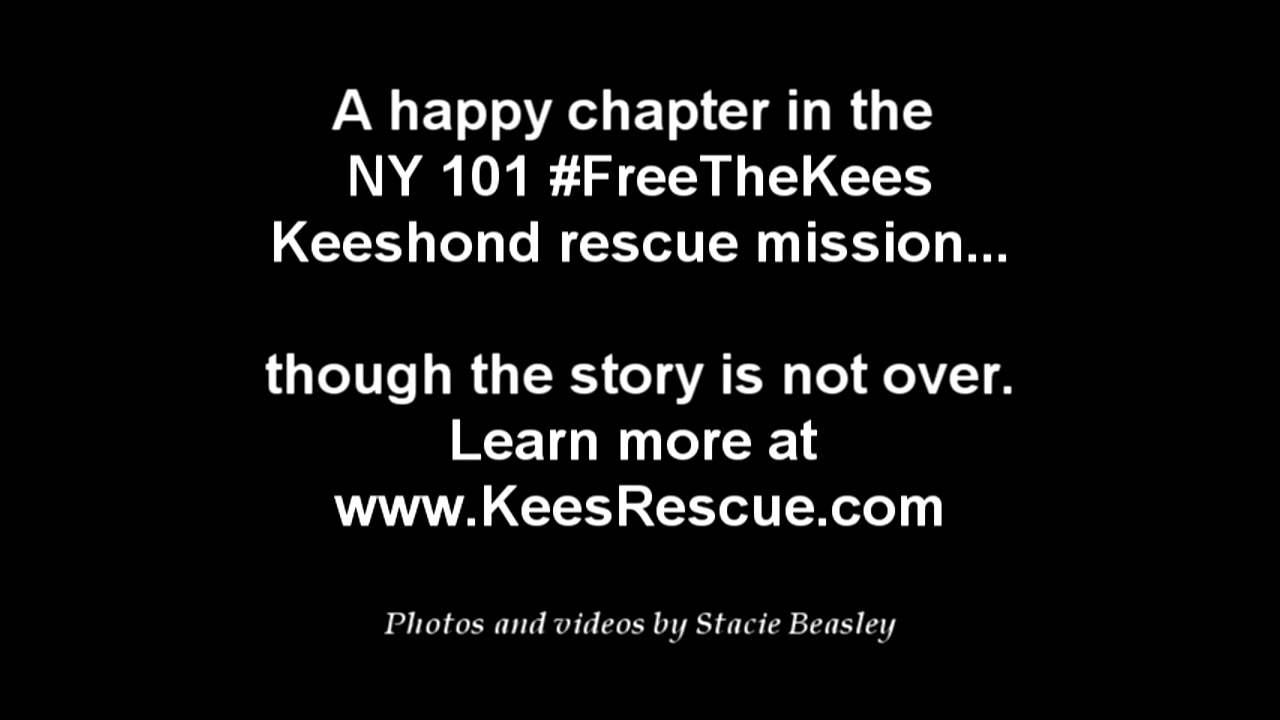 A happy chapter in the
NY 101 #FreeTheKees
Keeshond rescue mission...
though the story is not over.
Learn more at
www.KeesRescue.com
Photos and videos by Stacie Beasley